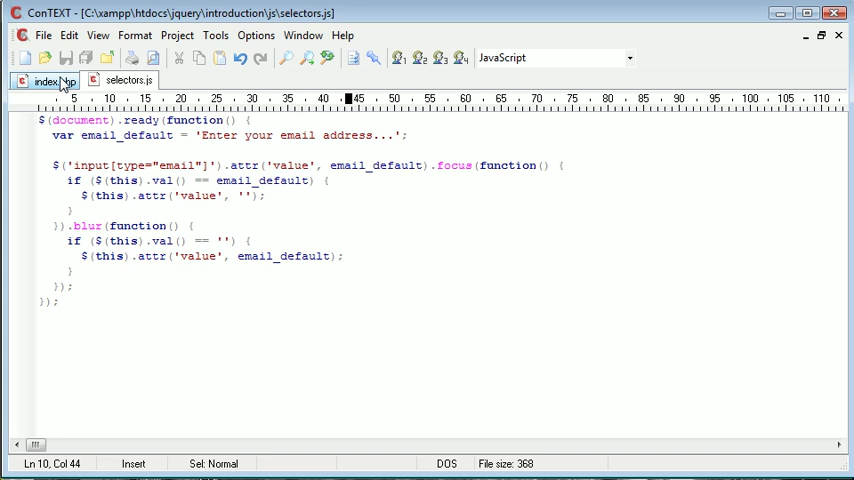 ConTEXT - [C:\xampp\htdocs\jquery\introduction\js\selectors.js]
File Edit View Format Project Tools Options Window Help
JavaScript
selectors.js
5 10 15 20 25 30 35 40 45 50 55 60 65 70 75 80 85 90 95 100 105 110
$(document).ready(function() {
var email_default = 'Enter your email address...';
$('input[type="email"]').attr('value', email_default).focus(function() {
if ($(this).val() == email_default) {
$(this).attr('value', '');
}
}).blur(function() {
if ($(this).val() == '') {
$(this).attr('value', email_default);
}
});
});
Ln 10, Col 44 Insert Sel: Normal DOS File size: 368